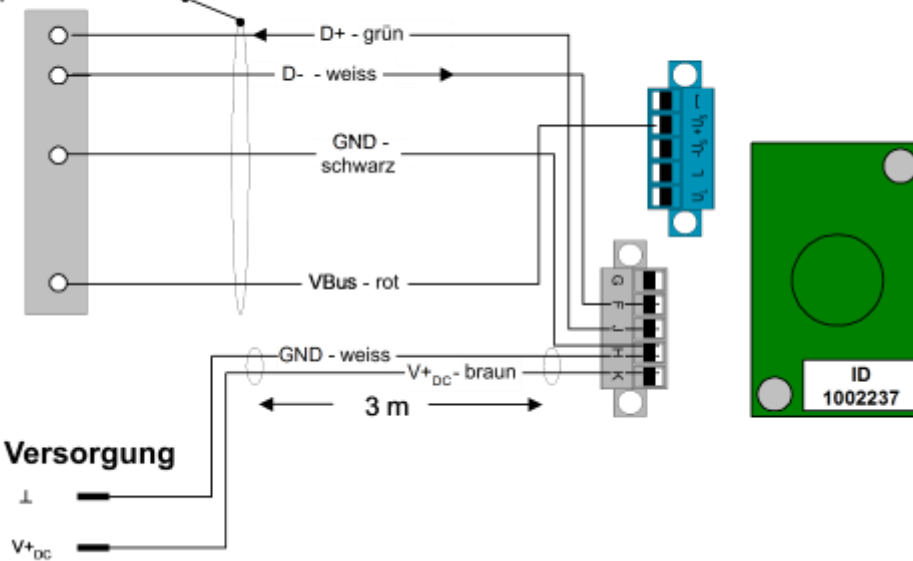 D+ - grün
D- - weiss
GND -
schwarz
VBus - rot
G
F
J
H
K
GND - weiss
V+DC - braun
3 m
ID
1002237
Versorgung
⊥
V+DC